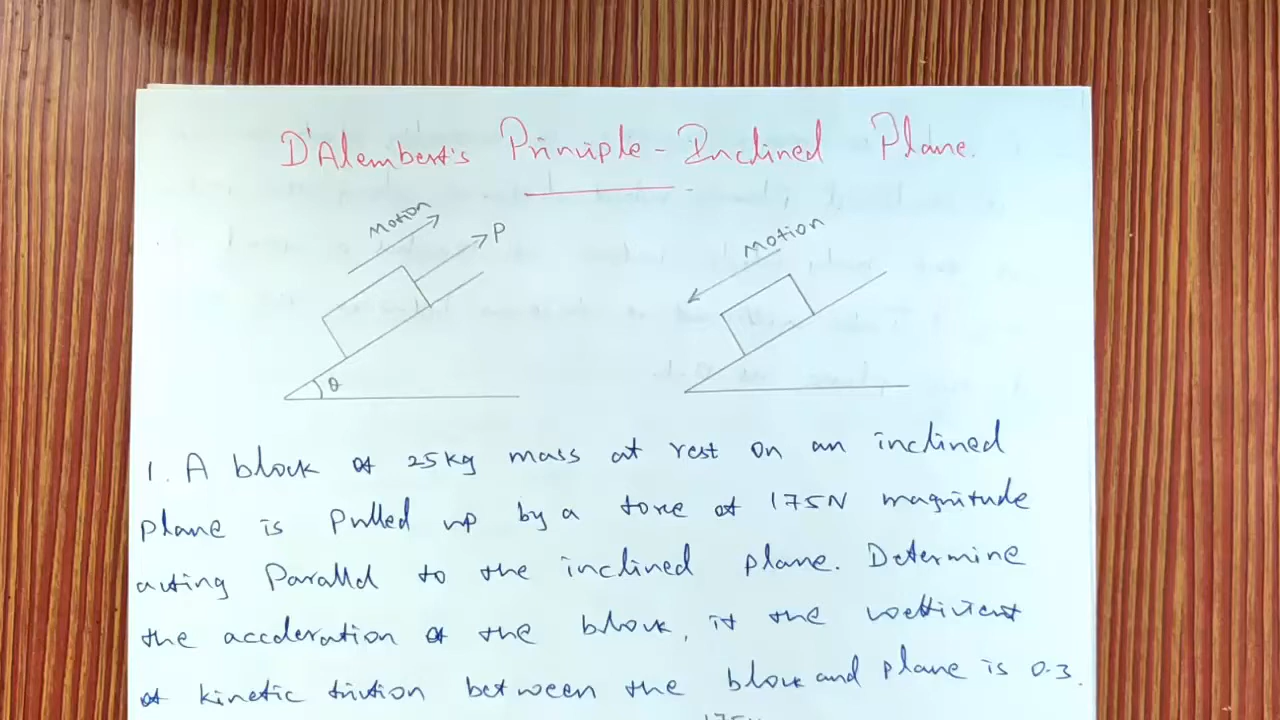 D'Alembert's Principle - Inclined Plane.
Motion
P
Motion
θ
1. A block of 25kg mass at rest on an inclined
plane is pulled up by a force of 175N magnitude
acting Parallel to the inclined plane. Determine
the acceleration of the block, if the coefficient
of kinetic friction between the block and plane is 0.3.
175N